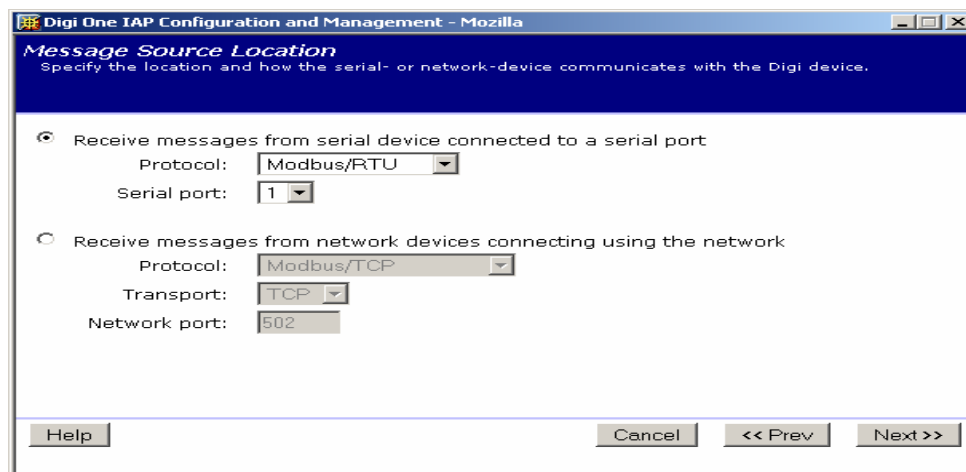 Digi One IAP Configuration and Management - Mozilla
Message Source Location
Specify the location and how the serial- or network-device communicates with the Digi device.
Receive messages from serial device connected to a serial port
Protocol: Modbus/RTU
Serial port: 1
Receive messages from network devices connecting using the network
Protocol: Modbus/TCP
Transport: TCP
Network port: 502
Help Cancel << Prev Next >>